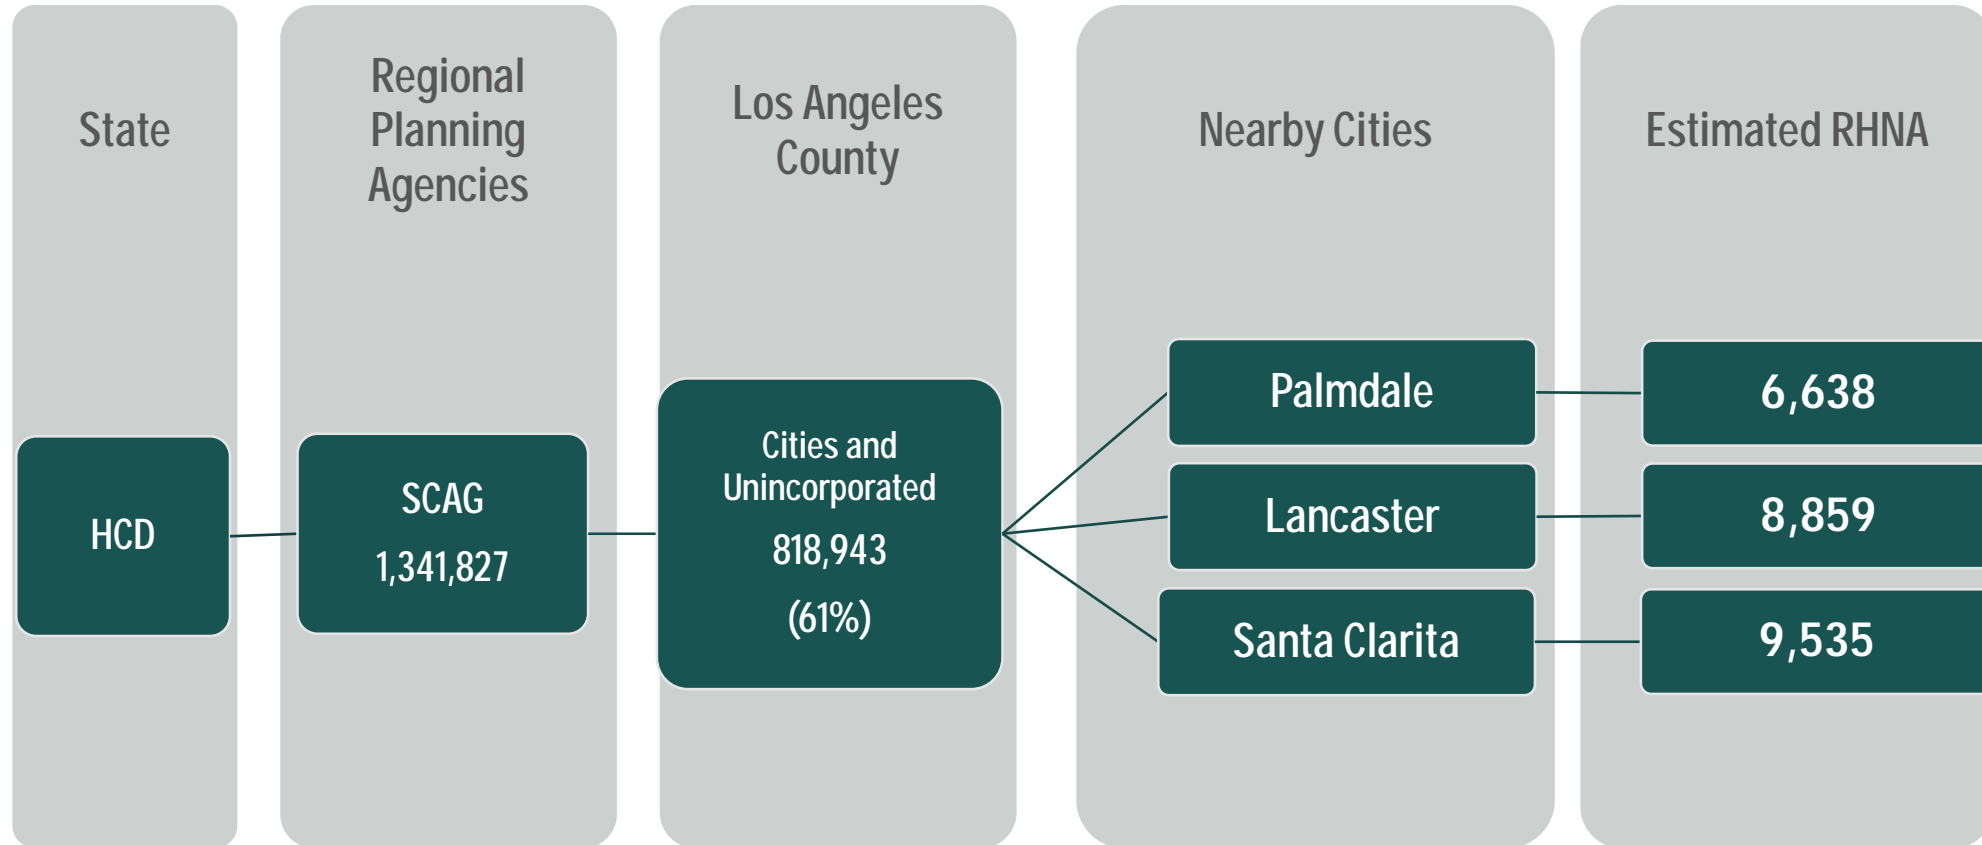 State
Regional
Planning
Agencies
Los Angeles
County
Nearby Cities
Estimated RHNA
HCD
SCAG
1,341,827
Cities and
Unincorporated
818,943
(61%)
Palmdale
6,638
Lancaster
8,859
Santa Clarita
9,535